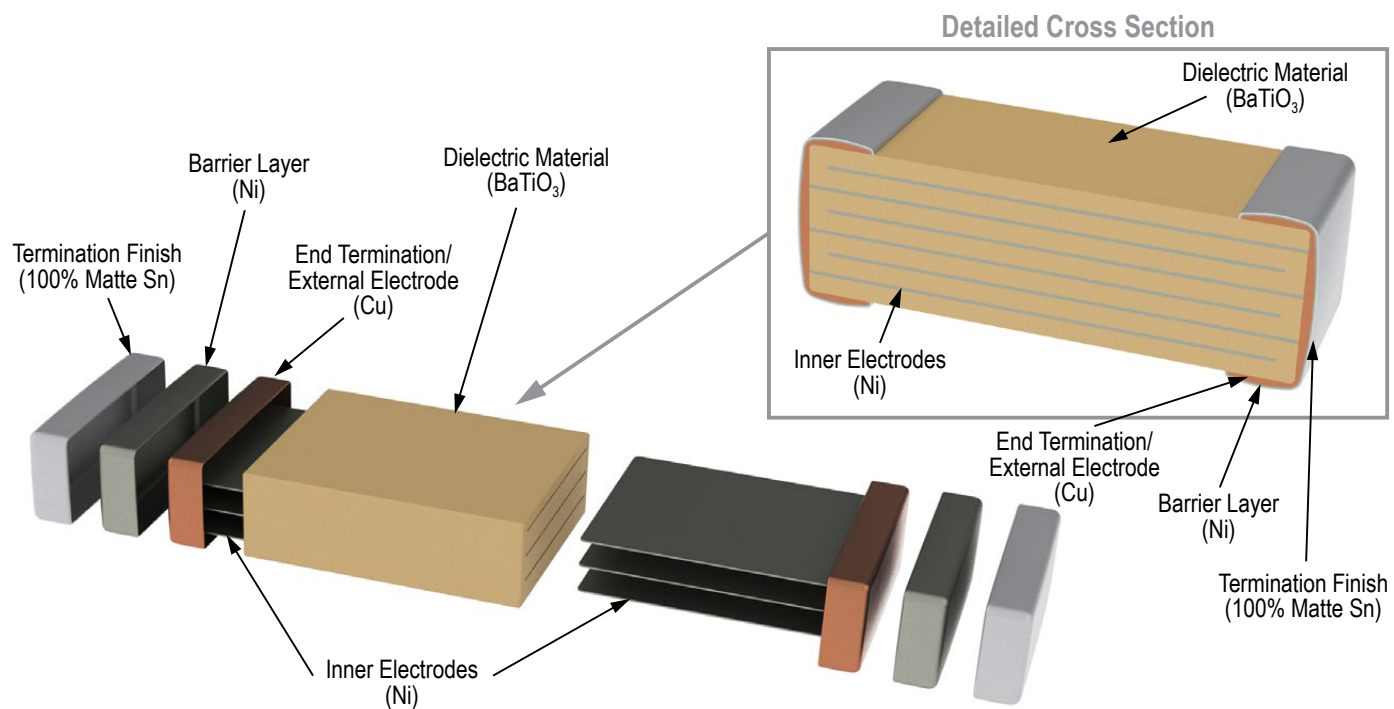 Detailed Cross Section
Dielectric Material
(BaTiO₃)
Inner Electrodes
(Ni)
End Termination/
External Electrode
(Cu)
Barrier Layer
(Ni)
Termination Finish
(100% Matte Sn)
Dielectric Material
(BaTiO₃)
Barrier Layer
(Ni)
Termination Finish
(100% Matte Sn)
End Termination/
External Electrode
(Cu)
Inner Electrodes
(Ni)